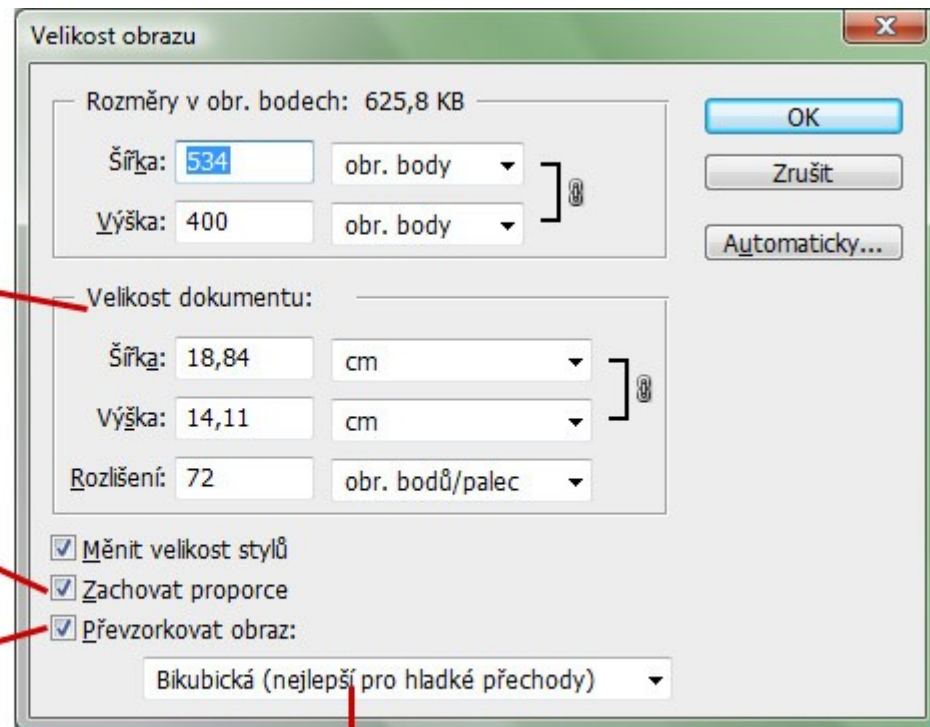 Velikost obrazu
Rozměry v obr. bodech: 625,8 KB
Šířka: 534 obr. body
Výška: 400 obr. body
OK
Zrušit
Automaticky...
Velikost dokumentu:
Šířka: 18,84 cm
Výška: 14,11 cm
Rozlišení: 72 obr. bodů/palec
Měnit velikost stylů
Zachovat proporce
Převzorkovat obraz:
Bikubická (nejlepší pro hladké přechody)